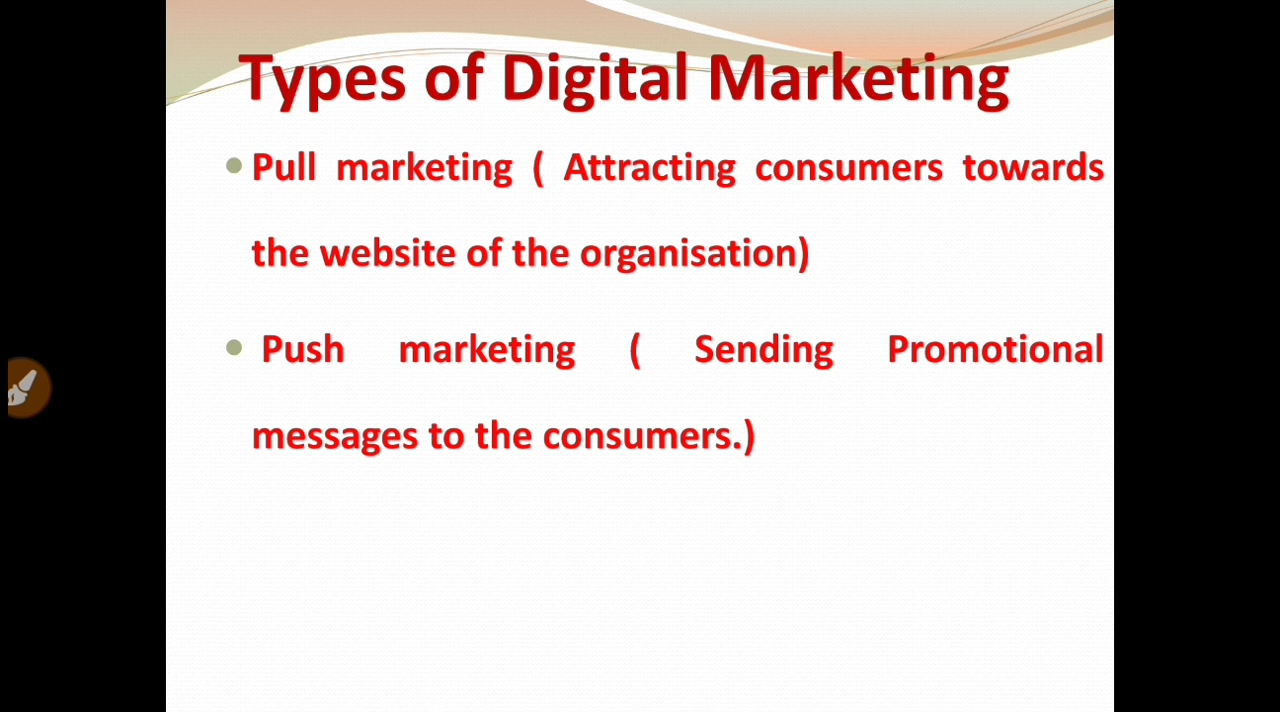 Types of Digital Marketing
Pull marketing ( Attracting consumers towards
the website of the organisation)
Push marketing ( Sending Promotional
messages to the consumers.)